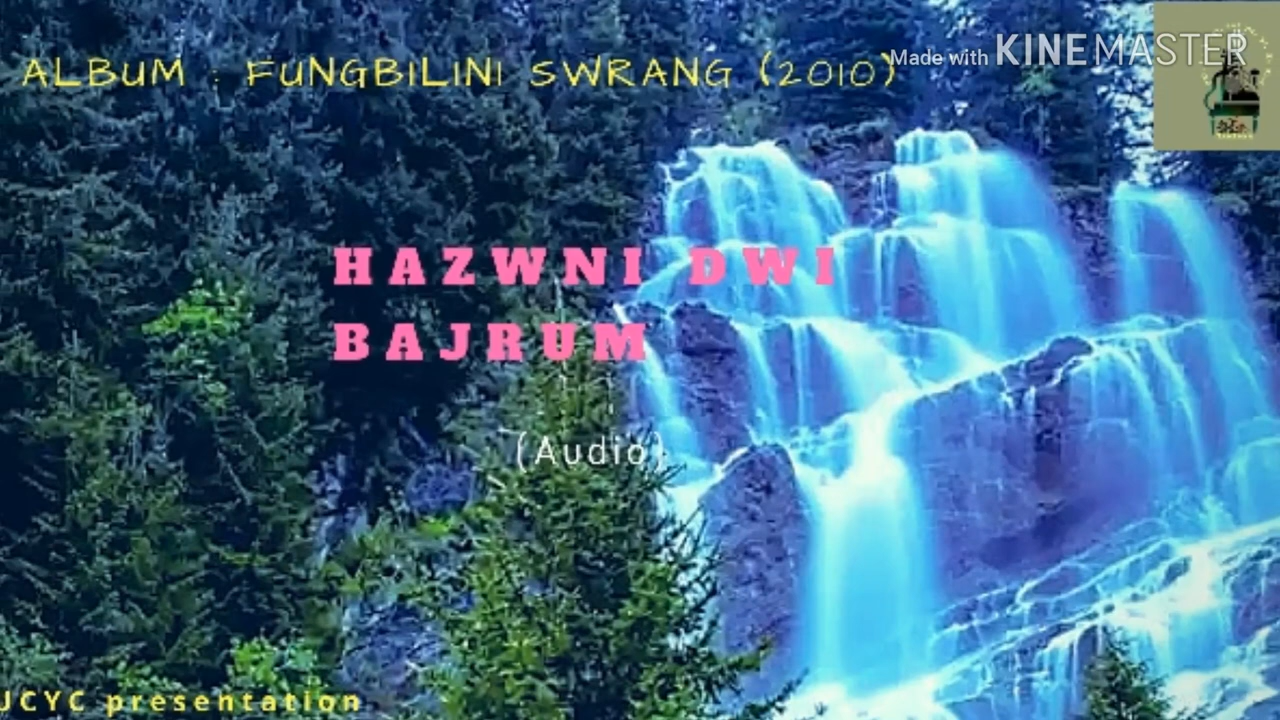 ALBUM : FUNGBILINI SWRANG (2010)
Made with KINEMASTER
HAZWNI DWI
BAJRUM
(Audio)
JCYC presentation